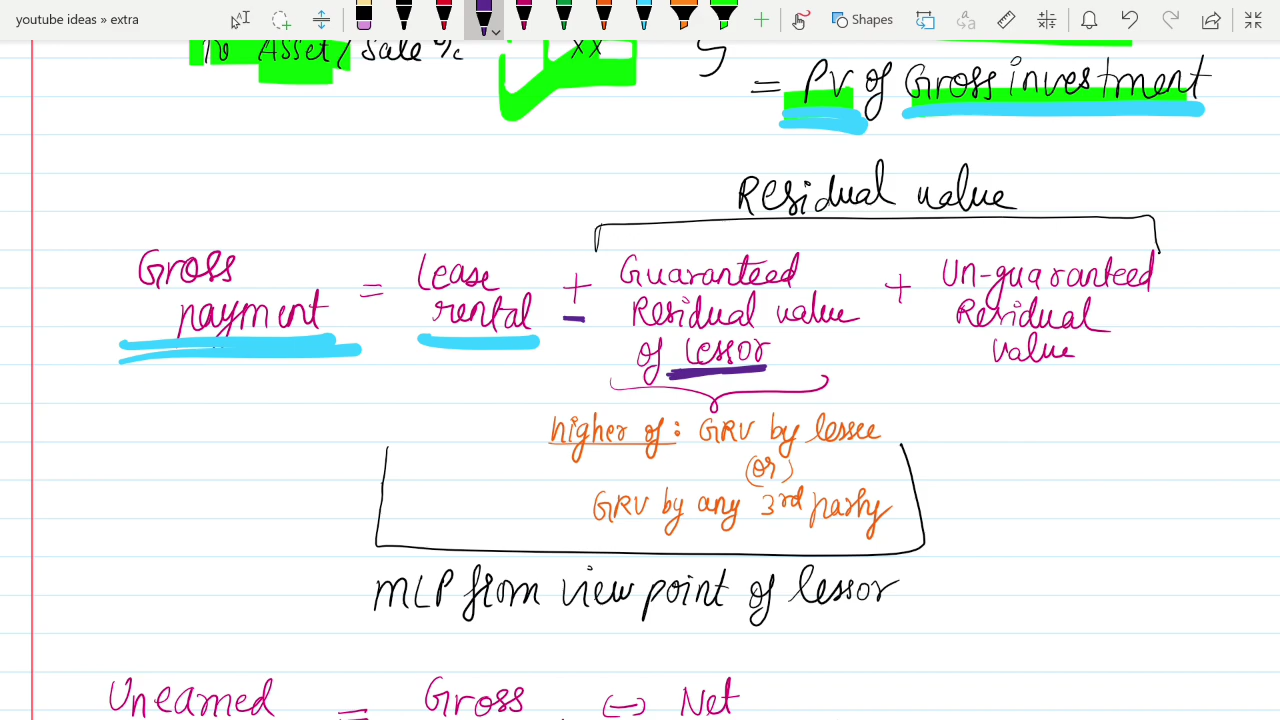 youtube ideas » extra
Shapes
Asset / Sale
xx
= PV of Gross investment
Residual value
Gross payment = Lease rental + Guaranteed Residual value of lessor + Un-guaranteed Residual value
higher of: GRV by lessee
(or)
GRV by any 3rd party
MLP from view point of lessor
Unearned = Gross (-) Net